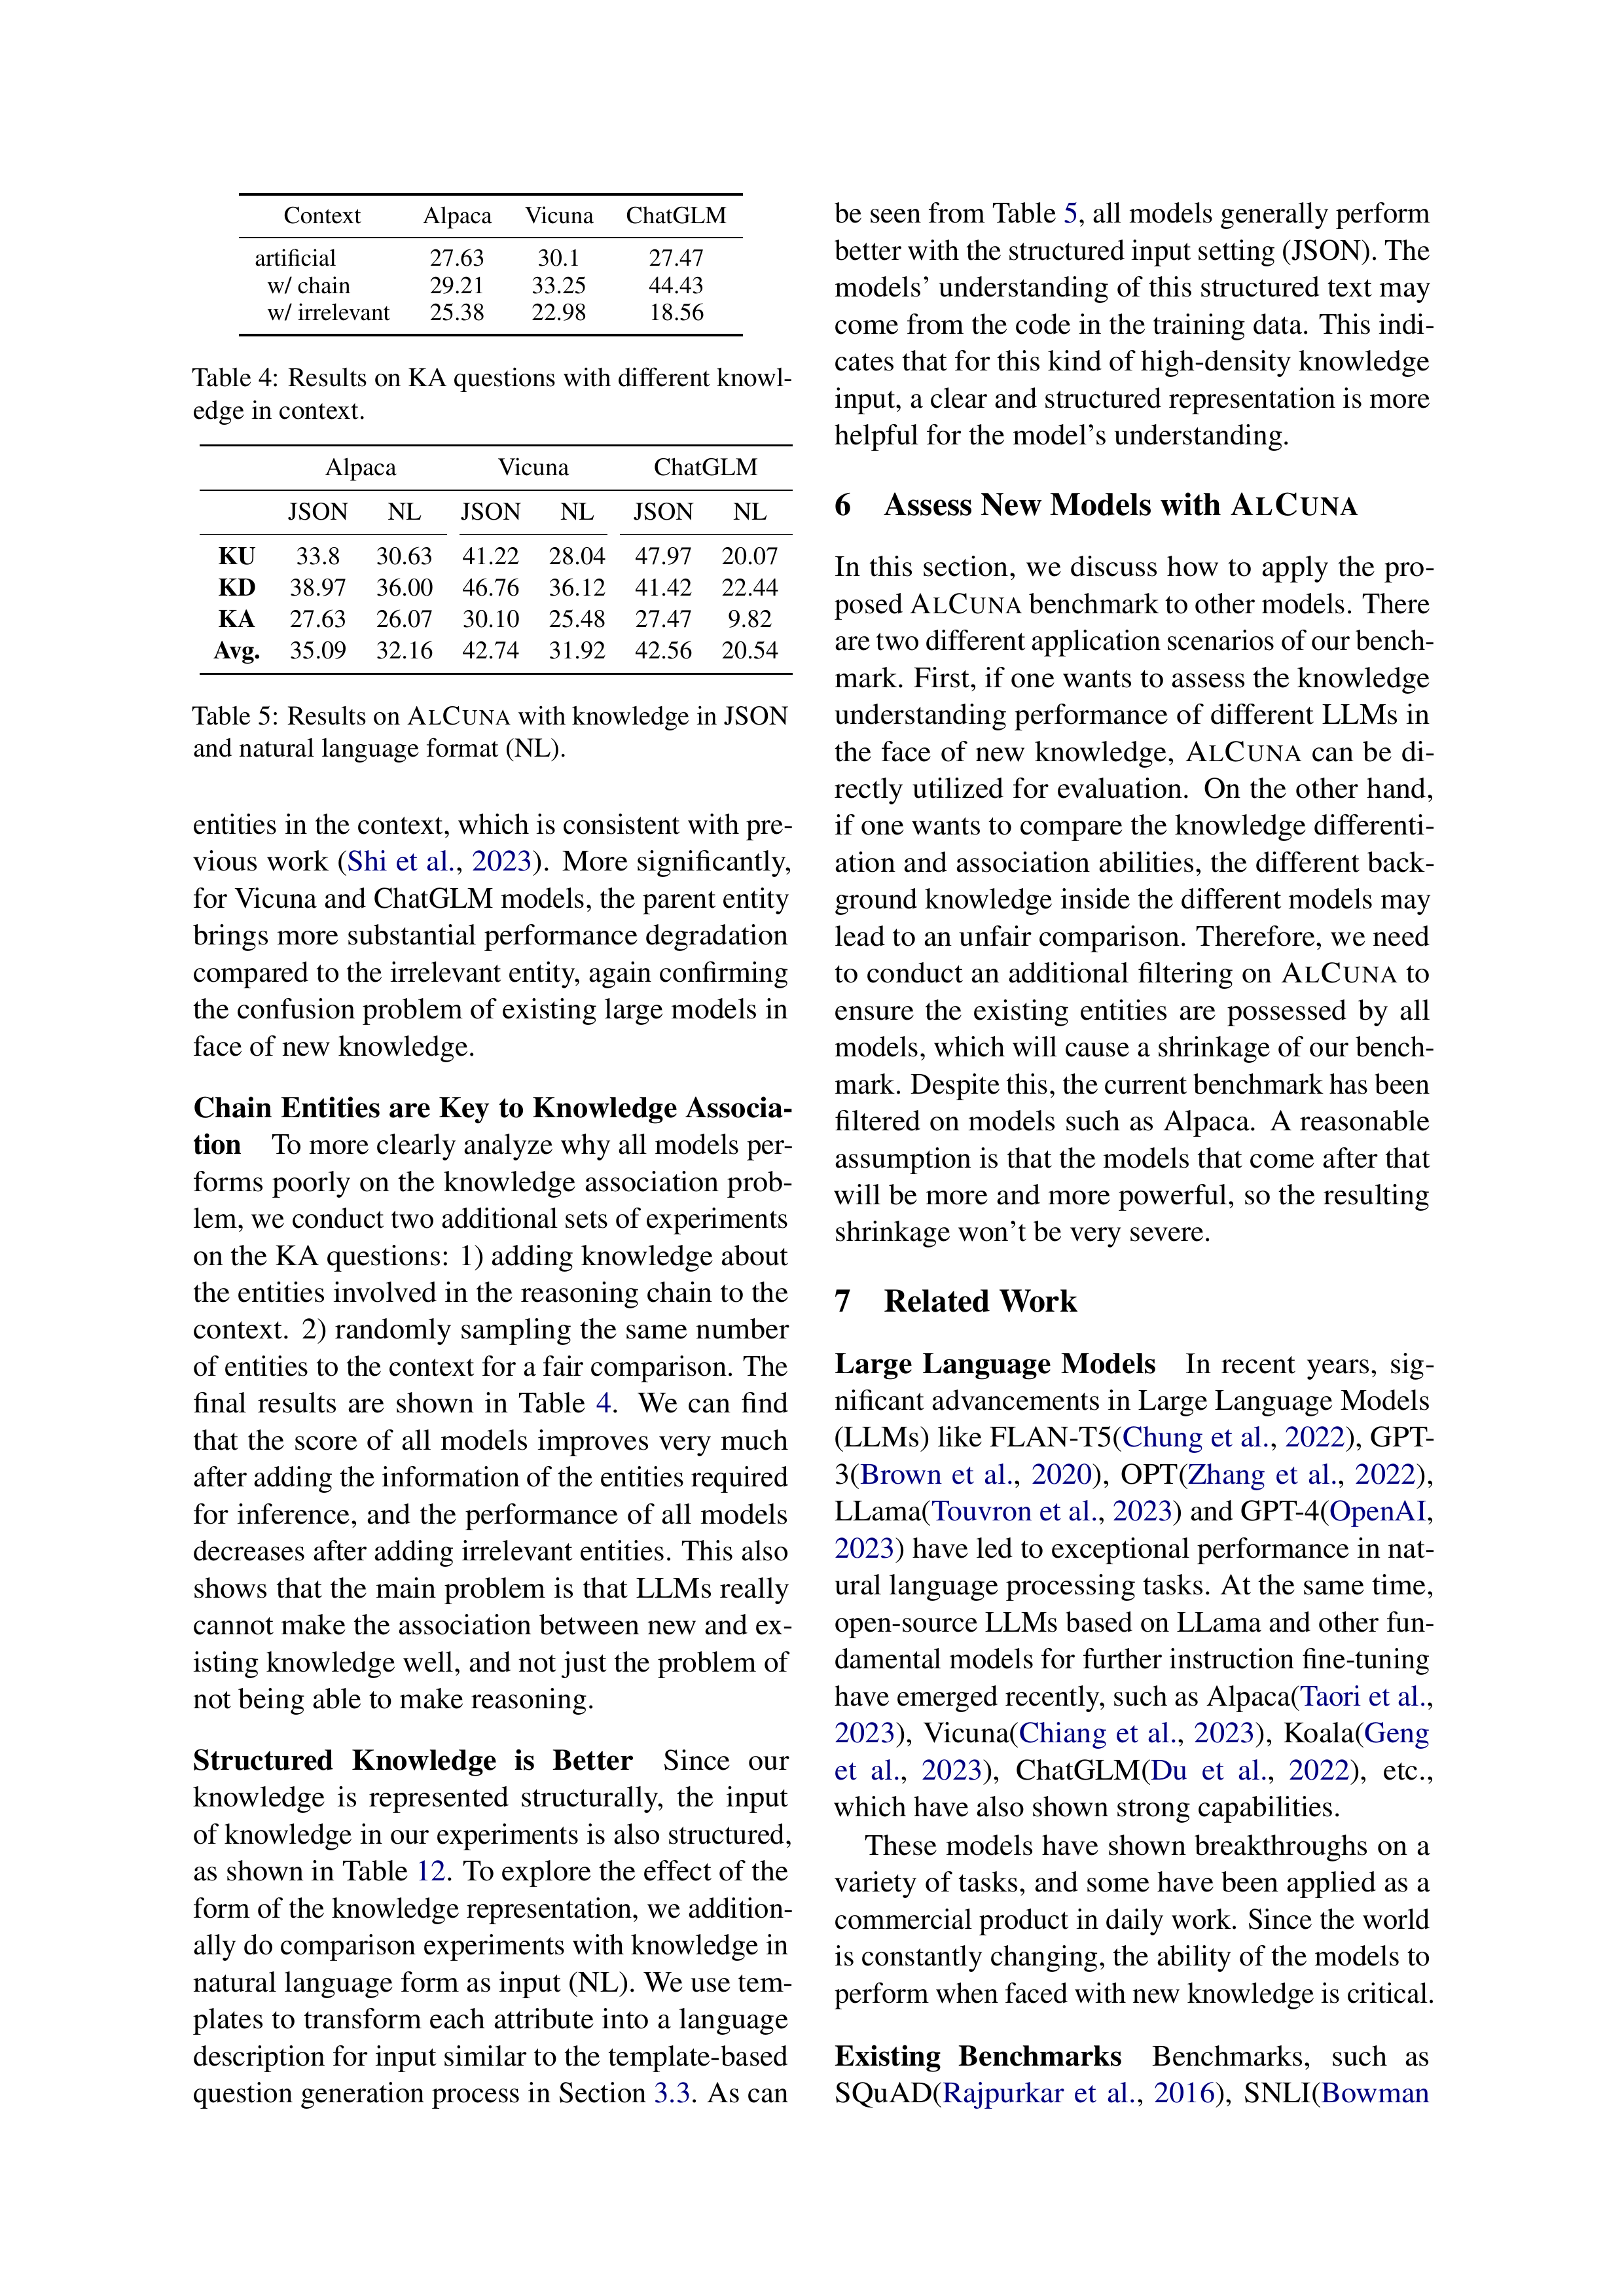 Context Alpaca Vicuna ChatGLM
artificial 27.63 30.1 27.47
w/ chain 29.21 33.25 44.43
w/ irrelevant 25.38 22.98 18.56
Table 4: Results on KA questions with different knowl-
edge in context.
Alpaca Vicuna ChatGLM
JSON NL JSON NL JSON NL
KU 33.8 30.63 41.22 28.04 47.97 20.07
KD 38.97 36.00 46.76 36.12 41.42 22.44
KA 27.63 26.07 30.10 25.48 27.47 9.82
Avg. 35.09 32.16 42.74 31.92 42.56 20.54
Table 5: Results on ALCUNA with knowledge in JSON
and natural language format (NL).
entities in the context, which is consistent with pre-
vious work (Shi et al., 2023). More significantly,
for Vicuna and ChatGLM models, the parent entity
brings more substantial performance degradation
compared to the irrelevant entity, again confirming
the confusion problem of existing large models in
face of new knowledge.
Chain Entities are Key to Knowledge Associa-
tion To more clearly analyze why all models per-
forms poorly on the knowledge association prob-
lem, we conduct two additional sets of experiments
on the KA questions: 1) adding knowledge about
the entities involved in the reasoning chain to the
context. 2) randomly sampling the same number
of entities to the context for a fair comparison. The
final results are shown in Table 4. We can find
that the score of all models improves very much
after adding the information of the entities required
for inference, and the performance of all models
decreases after adding irrelevant entities. This also
shows that the main problem is that LLMs really
cannot make the association between new and ex-
isting knowledge well, and not just the problem of
not being able to make reasoning.
Structured Knowledge is Better Since our
knowledge is represented structurally, the input
of knowledge in our experiments is also structured,
as shown in Table 12. To explore the effect of the
form of the knowledge representation, we addition-
ally do comparison experiments with knowledge in
natural language form as input (NL). We use tem-
plates to transform each attribute into a language
description for input similar to the template-based
question generation process in Section 3.3. As can
be seen from Table 5, all models generally perform
better with the structured input setting (JSON). The
models' understanding of this structured text may
come from the code in the training data. This indi-
cates that for this kind of high-density knowledge
input, a clear and structured representation is more
helpful for the model's understanding.
6 Assess New Models with ALCUNA
In this section, we discuss how to apply the pro-
posed ALCUNA benchmark to other models. There
are two different application scenarios of our bench-
mark. First, if one wants to assess the knowledge
understanding performance of different LLMs in
the face of new knowledge, ALCUNA can be di-
rectly utilized for evaluation. On the other hand,
if one wants to compare the knowledge differenti-
ation and association abilities, the different back-
ground knowledge inside the different models may
lead to an unfair comparison. Therefore, we need
to conduct an additional filtering on ALCUNA to
ensure the existing entities are possessed by all
models, which will cause a shrinkage of our bench-
mark. Despite this, the current benchmark has been
filtered on models such as Alpaca. A reasonable
assumption is that the models that come after that
will be more and more powerful, so the resulting
shrinkage won't be very severe.
7 Related Work
Large Language Models In recent years, sig-
nificant advancements in Large Language Models
(LLMs) like FLAN-T5(Chung et al., 2022), GPT-
3(Brown et al., 2020), OPT(Zhang et al., 2022),
LLama(Touvron et al., 2023) and GPT-4(OpenAI,
2023) have led to exceptional performance in nat-
ural language processing tasks. At the same time,
open-source LLMs based on LLama and other fun-
damental models for further instruction fine-tuning
have emerged recently, such as Alpaca(Taori et al.,
2023), Vicuna(Chiang et al., 2023), Koala(Geng
et al., 2023), ChatGLM(Du et al., 2022), etc.,
which have also shown strong capabilities.
These models have shown breakthroughs on a
variety of tasks, and some have been applied as a
commercial product in daily work. Since the world
is constantly changing, the ability of the models to
perform when faced with new knowledge is critical.
Existing Benchmarks Benchmarks, such as
SQuAD(Rajpurkar et al., 2016), SNLI(Bowman